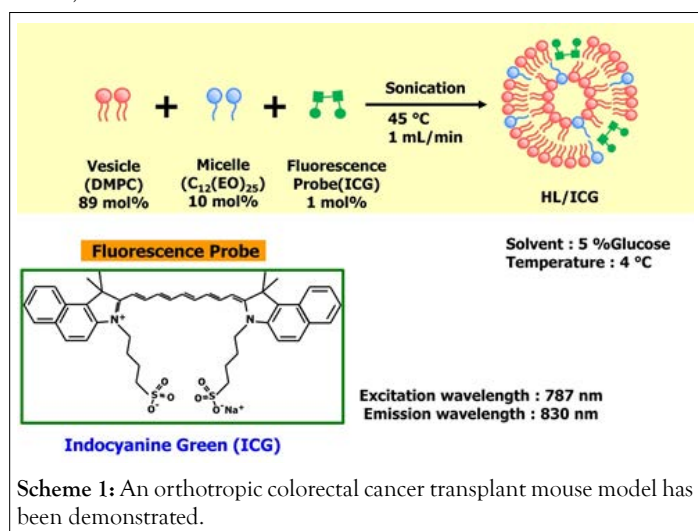 Sonication
45 °C
1 mL/min
Vesicle
(DMPC)
89 mol%
Micelle
(C12(EO)25)
10 mol%
Fluorescence
Probe(ICG)
1 mol%
HL/ICG
Solvent : 5 %Glucose
Temperature : 4 °C
Fluorescence Probe
N+
N
S
O
O
O-
O
S
O
O-Na+
Indocyanine Green (ICG)
Excitation wavelength : 787 nm
Emission wavelength : 830 nm
Scheme 1: An orthotropic colorectal cancer transplant mouse model has
been demonstrated.